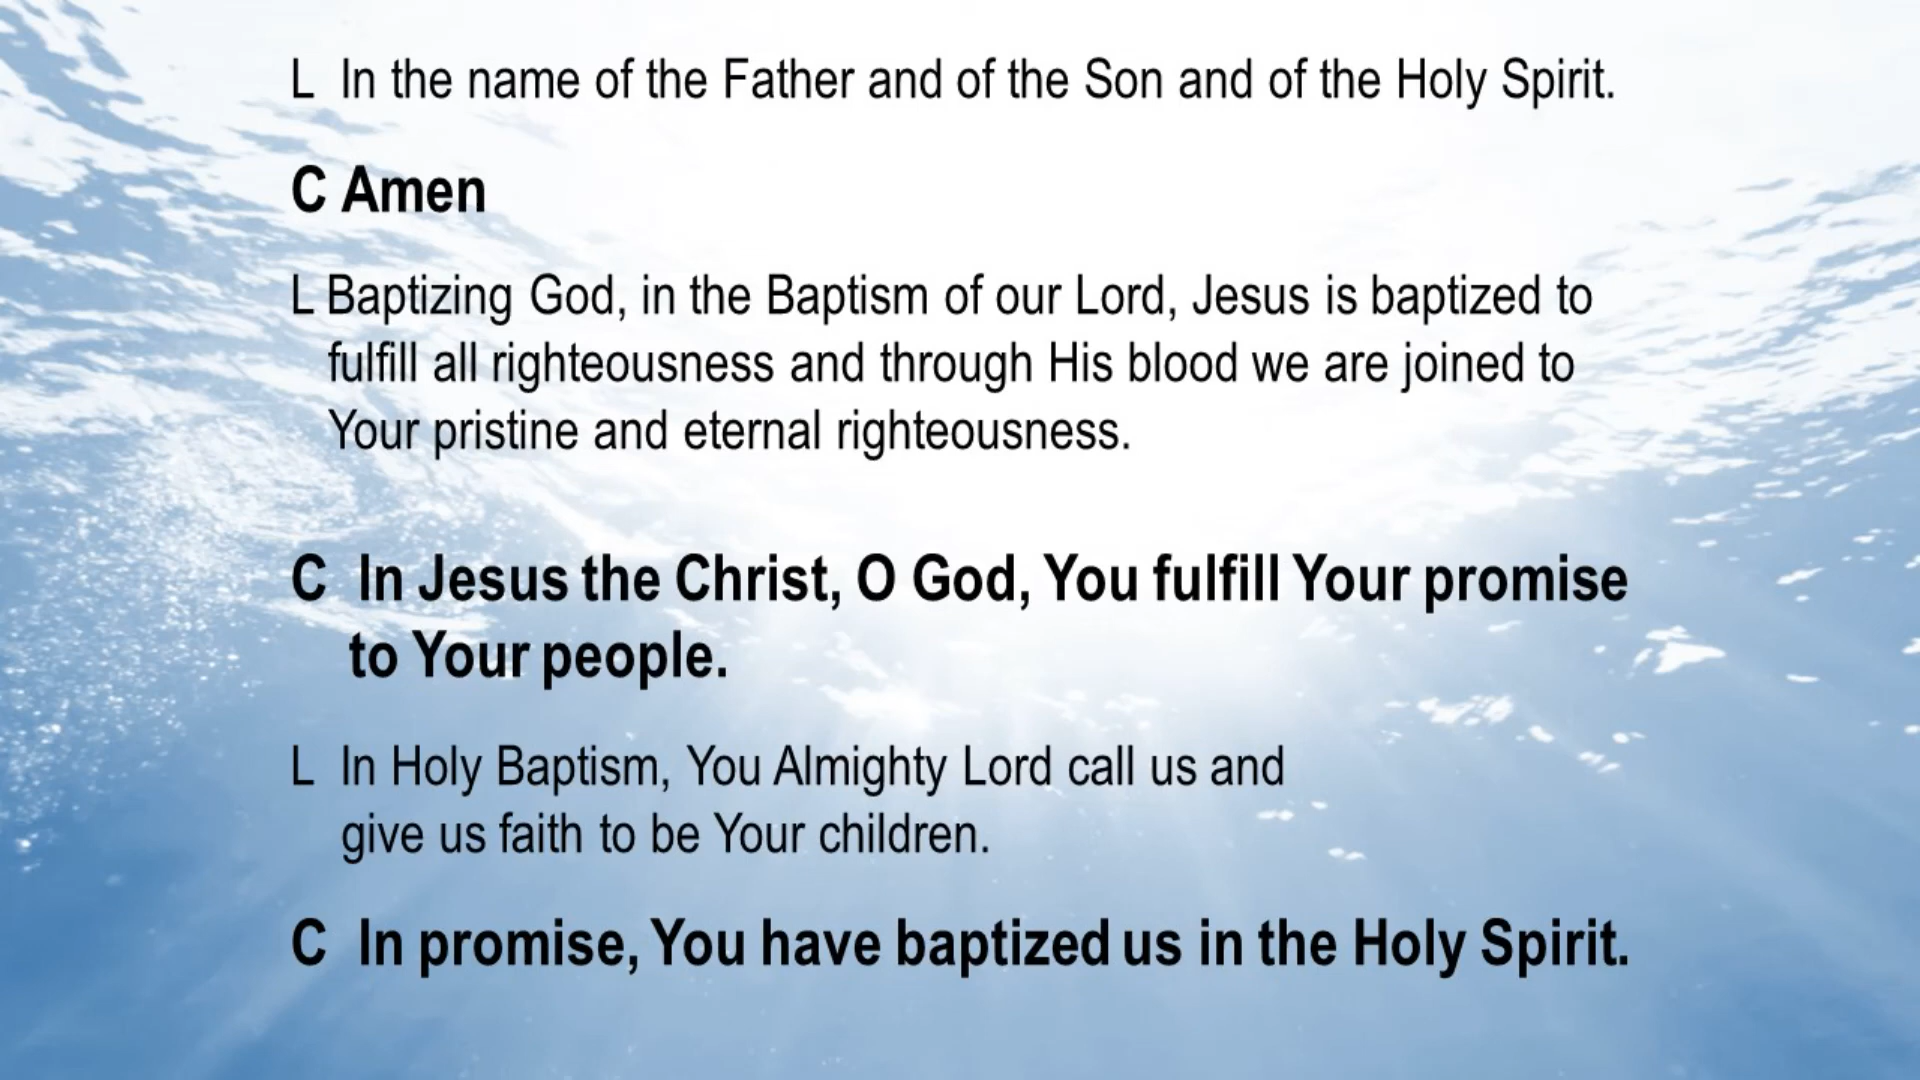 L In the name of the Father and of the Son and of the Holy Spirit.
C Amen
L Baptizing God, in the Baptism of our Lord, Jesus is baptized to
fulfill all righteousness and through His blood we are joined to
Your pristine and eternal righteousness.
C In Jesus the Christ, O God, You fulfill Your promise
to Your people.
L In Holy Baptism, You Almighty Lord call us and
give us faith to be Your children.
C In promise, You have baptized us in the Holy Spirit.